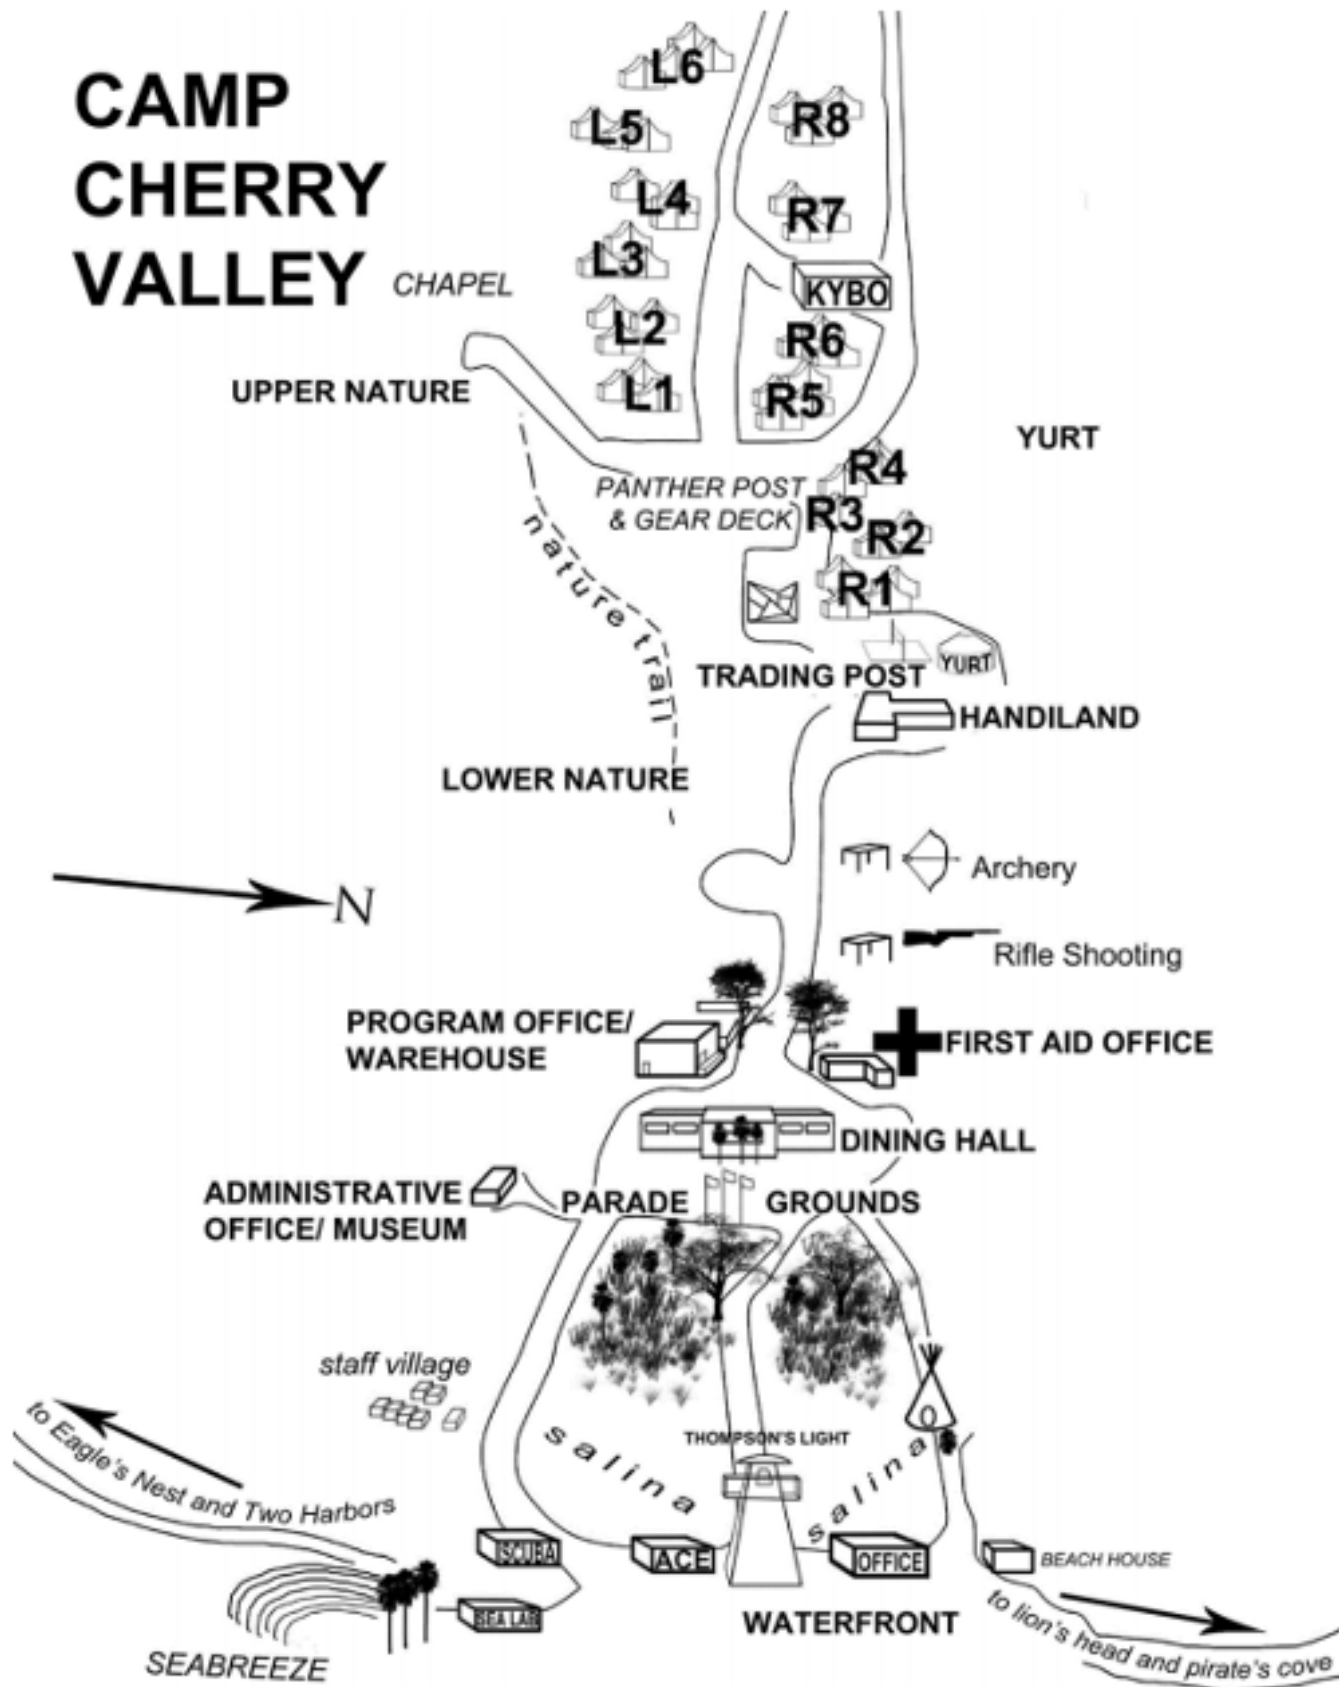 CAMP
CHERRY
VALLEY
L6
L5
R8
L4
R7
L3
CHAPEL
KYBO
L2
R6
UPPER NATURE
L1
R5
YURT
R4
PANTHER POST
& GEAR DECK
R3
R2
nature trail
R1
YURT
TRADING POST
HANDILAND
LOWER NATURE
Archery
N
Rifle Shooting
PROGRAM OFFICE/
WAREHOUSE
FIRST AID OFFICE
DINING HALL
ADMINISTRATIVE
OFFICE/ MUSEUM
PARADE GROUNDS
staff village
to Eagle's Nest and Two Harbors
salina
THOMPSON'S LIGHT
salina
SCUBA
ACE
OFFICE
BEACH HOUSE
SEA LAB
WATERFRONT
to lion's head and pirate's cove
SEABREEZE